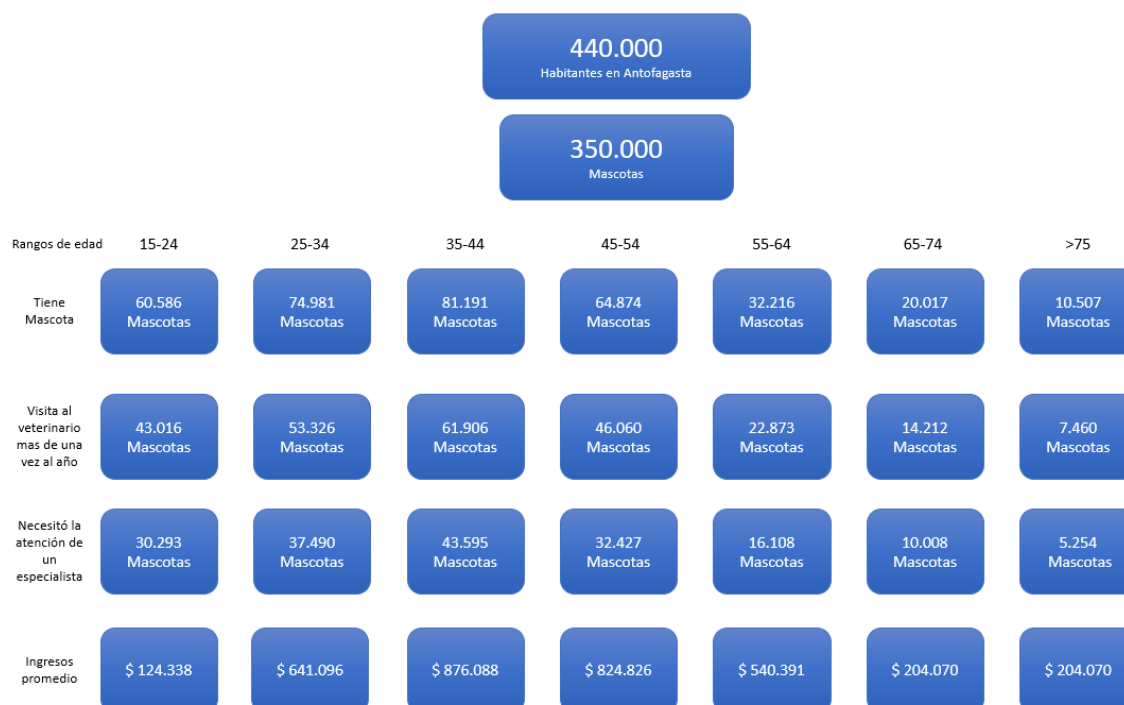 440.000
Habitantes en Antofagasta
350.000
Mascotas
Rangos de edad 15-24 25-34 35-44 45-54 55-64 65-74 >75
Tiene
Mascota
60.586
Mascotas
74.981
Mascotas
81.191
Mascotas
64.874
Mascotas
32.216
Mascotas
20.017
Mascotas
10.507
Mascotas
Visita al
veterinario
mas de una
vez al año
43.016
Mascotas
53.326
Mascotas
61.906
Mascotas
46.060
Mascotas
22.873
Mascotas
14.212
Mascotas
7.460
Mascotas
Necesitó la
atención de
un
especialista
30.293
Mascotas
37.490
Mascotas
43.595
Mascotas
32.427
Mascotas
16.108
Mascotas
10.008
Mascotas
5.254
Mascotas
Ingresos
promedio
$ 124.338
$ 641.096
$ 876.088
$ 824.826
$ 540.391
$ 204.070
$ 204.070